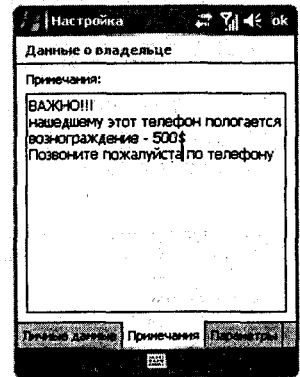 Настройка ok
Данные о владельце
Примечания:
ВАЖНО!!!
нашедшему этот телефон пологается
вознограждение - 500$
Позвоните пожалуйста по телефону
Личные данные Примечания Параметры